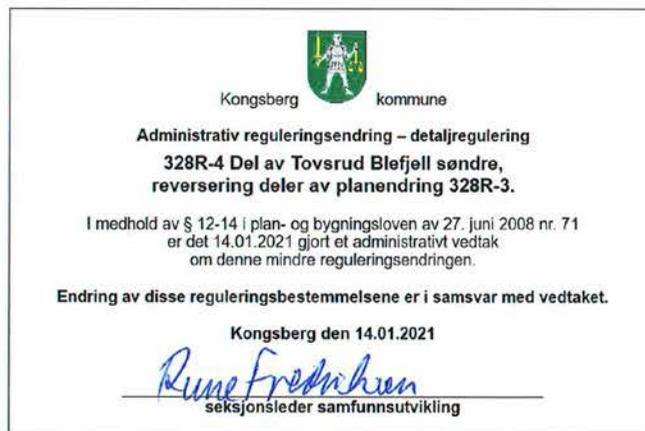 Kongsberg kommune
Administrativ reguleringsendring – detaljregulering
328R-4 Del av Tovsrud Blefjell søndre,
reversering deler av planendring 328R-3.
I medhold av § 12-14 i plan- og bygningsloven av 27. juni 2008 nr. 71
er det 14.01.2021 gjort et administrativt vedtak
om denne mindre reguleringsendringen.
Endring av disse reguleringsbestemmelsene er i samsvar med vedtaket.
Kongsberg den 14.01.2021
Rune Fredriksen
seksjonsleder samfunnsutvikling